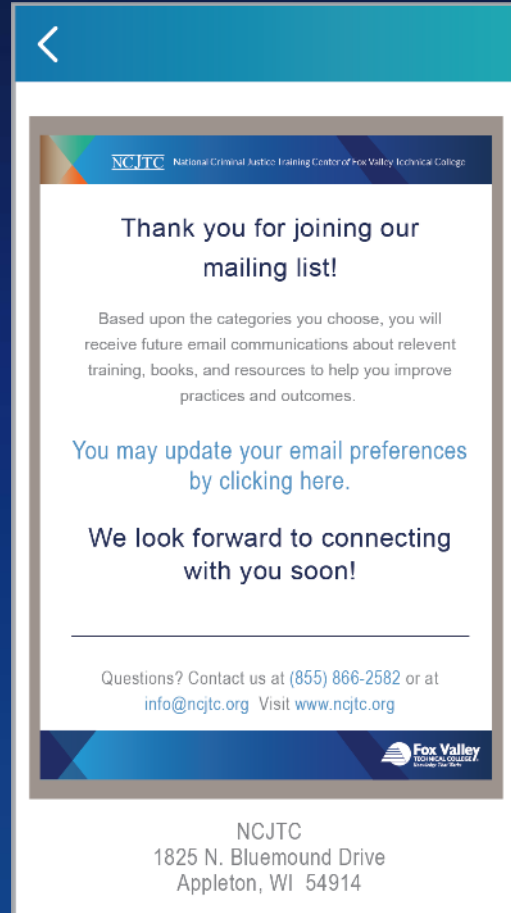 NCJTC National Criminal Justice Training Center of Fox Valley Technical College
Thank you for joining our
mailing list!
Based upon the categories you choose, you will
receive future email communications about relevent
training, books, and resources to help you improve
practices and outcomes.
You may update your email preferences
by clicking here.
We look forward to connecting
with you soon!
Questions? Contact us at (855) 866-2582 or at
info@ncjtc.org Visit www.ncjtc.org
Fox Valley
TECHNICAL COLLEGE
Knowledge That Works
NCJTC
1825 N. Bluemound Drive
Appleton, WI 54914